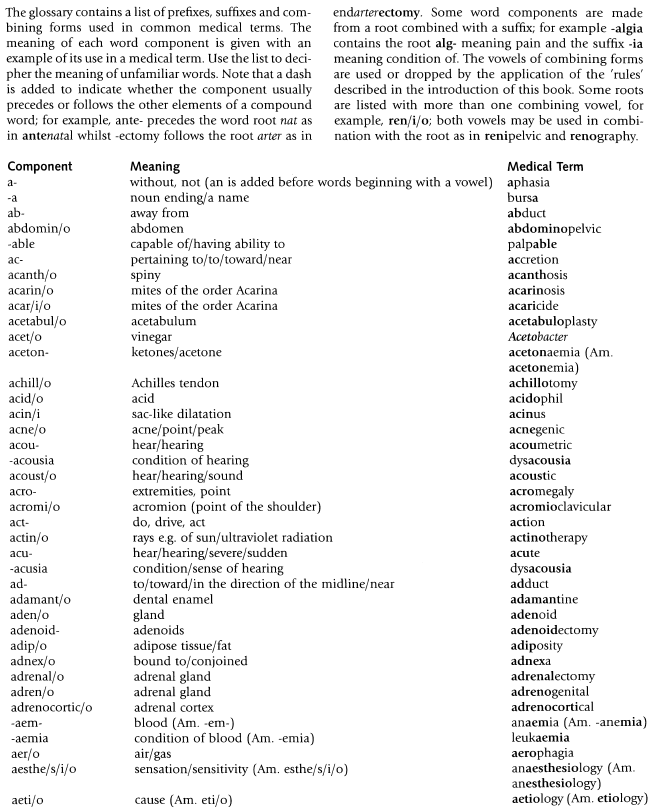 The glossary contains a list of prefixes, suffixes and com-
bining forms used in common medical terms. The
meaning of each word component is given with an
example of its use in a medical term. Use the list to deci-
pher the meaning of unfamiliar words. Note that a dash
is added to indicate whether the component usually
precedes or follows the other elements of a compound
word; for example, ante- precedes the word root nat as
in antenatal whilst -ectomy follows the root arter as in
endarterectomy. Some word components are made
from a root combined with a suffix; for example -algia
contains the root alg- meaning pain and the suffix -ia
meaning condition of. The vowels of combining forms
are used or dropped by the application of the 'rules'
described in the introduction of this book. Some roots
are listed with more than one combining vowel, for
example, ren/i/o; both vowels may be used in combi-
nation with the root as in renipelvic and renography.
Component Meaning Medical Term
a- without, not (an is added before words beginning with a vowel) aphasia
-a noun ending/a name bursa
ab- away from abduct
abdomin/o abdomen abdominopelvic
-able capable of/having ability to palpable
ac- pertaining to/to/toward/near accretion
acanth/o spiny acanthosis
acarin/o mites of the order Acarina acarinosis
acar/i/o mites of the order Acarina acaricide
acetabul/o acetabulum acetabuloplasty
acet/o vinegar Acetobacter
aceton- ketones/acetone acetonaemia (Am.
acetonemia)
achill/o Achilles tendon achillotomy
acid/o acid acidophil
acin/i sac-like dilatation acinus
acne/o acne/point/peak acnegenic
acou- hear/hearing acoumetric
-acousia condition of hearing dysacousia
acoust/o hear/hearing/sound acoustic
acro- extremities, point acromegaly
acromi/o acromion (point of the shoulder) acromioclavicular
act- do, drive, act action
actin/o rays e.g. of sun/ultraviolet radiation actinotherapy
acu- hear/hearing/severe/sudden acute
-acusia condition/sense of hearing dysacousia
ad- to/toward/in the direction of the midline/near adduct
adamant/o dental enamel adamantine
aden/o gland adenoid
adenoid- adenoids adenoidectomy
adip/o adipose tissue/fat adiposity
adnex/o bound to/conjoined adnexa
adrenal/o adrenal gland adrenalectomy
adren/o adrenal gland adrenogenital
adrenocortic/o adrenal cortex adrenocortical
-aem- blood (Am. -em-) anaemia (Am. -anemia)
-aemia condition of blood (Am. -emia) leukaemia
aer/o air/gas aerophagia
aesthe/s/i/o sensation/sensitivity (Am. esthe/s/i/o) anaesthesiology (Am.
anesthesiology)
aeti/o cause (Am. eti/o) aetiology (Am. etiology)